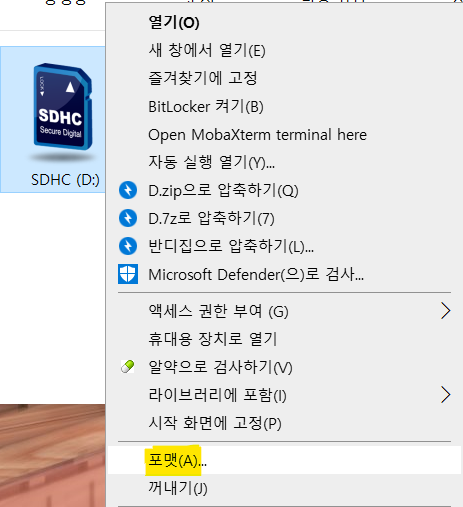 열기(O)
새 창에서 열기(E)
즐겨찾기에 고정
BitLocker 켜기(B)
Open MobaXterm terminal here
자동 실행 열기(Y)...
D.zip으로 압축하기(Q)
D.7z로 압축하기(7)
반디집으로 압축하기(L)...
Microsoft Defender(으)로 검사...
액세스 권한 부여 (G)
휴대용 장치로 열기
알약으로 검사하기(V)
라이브러리에 포함(I)
시작 화면에 고정(P)
포맷(A)...
꺼내기(J)
LOCK
SDHC
Secure Digital
SDHC (D:)